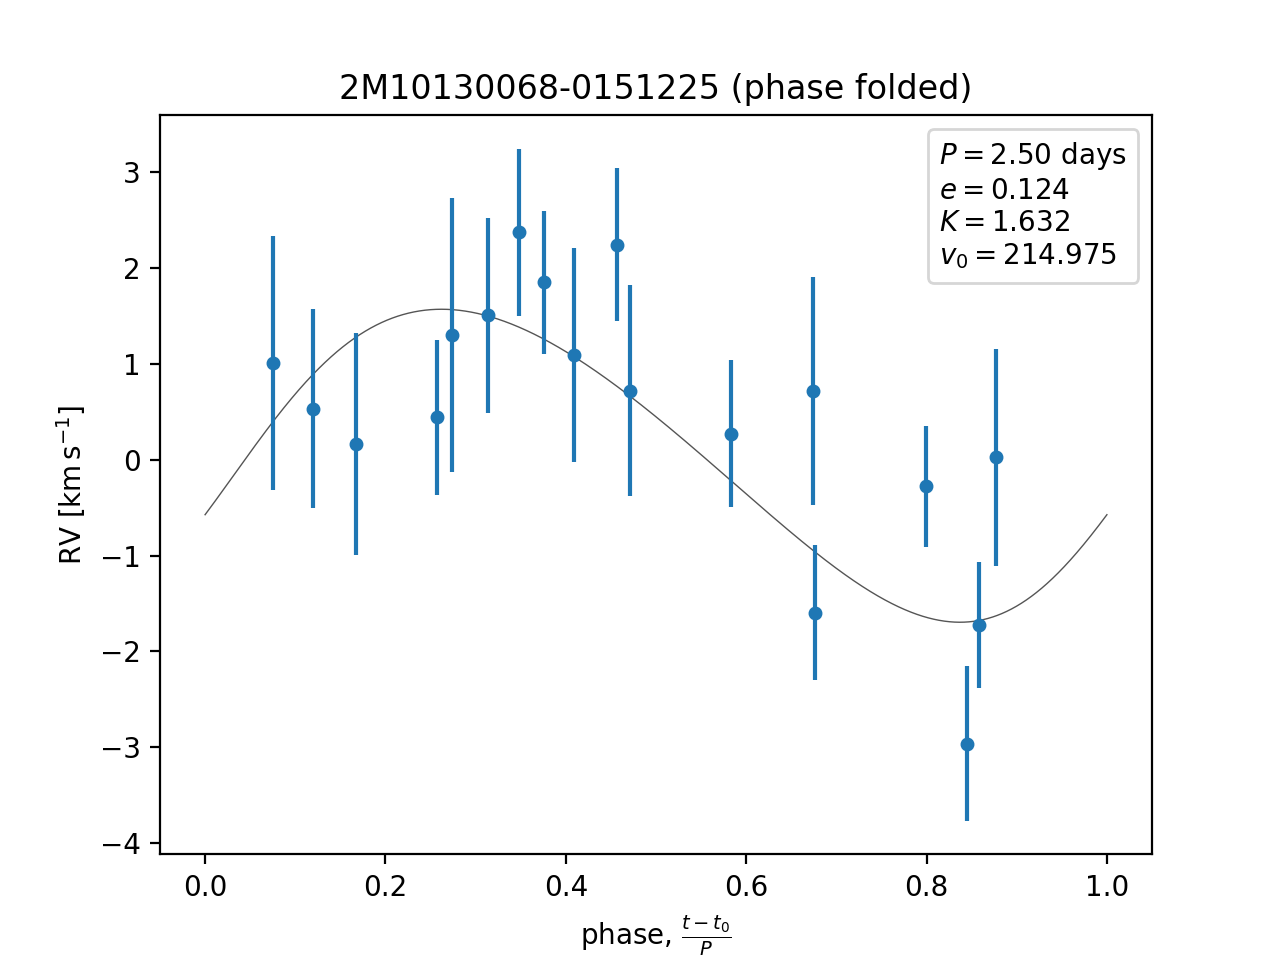 2M10130068-0151225 (phase folded)
P = 2.50 days
e = 0.124
K = 1.632
v₀ = 214.975
3
2
1
0
−1
−2
−3
−4
RV [km s⁻¹]
0.0 0.2 0.4 0.6 0.8 1.0
phase, (t − t₀)/P